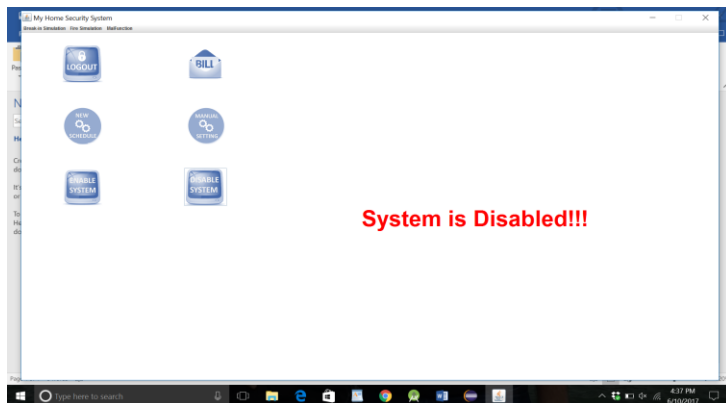 My Home Security System
Break-in Simulation Fire Simulation Malfunction
LOGOUT
BILL
NEW
SCHEDULE
MANUAL
SETTING
ENABLE
SYSTEM
DISABLE
SYSTEM
System is Disabled!!!
Type here to search
4:37 PM
6/10/2017